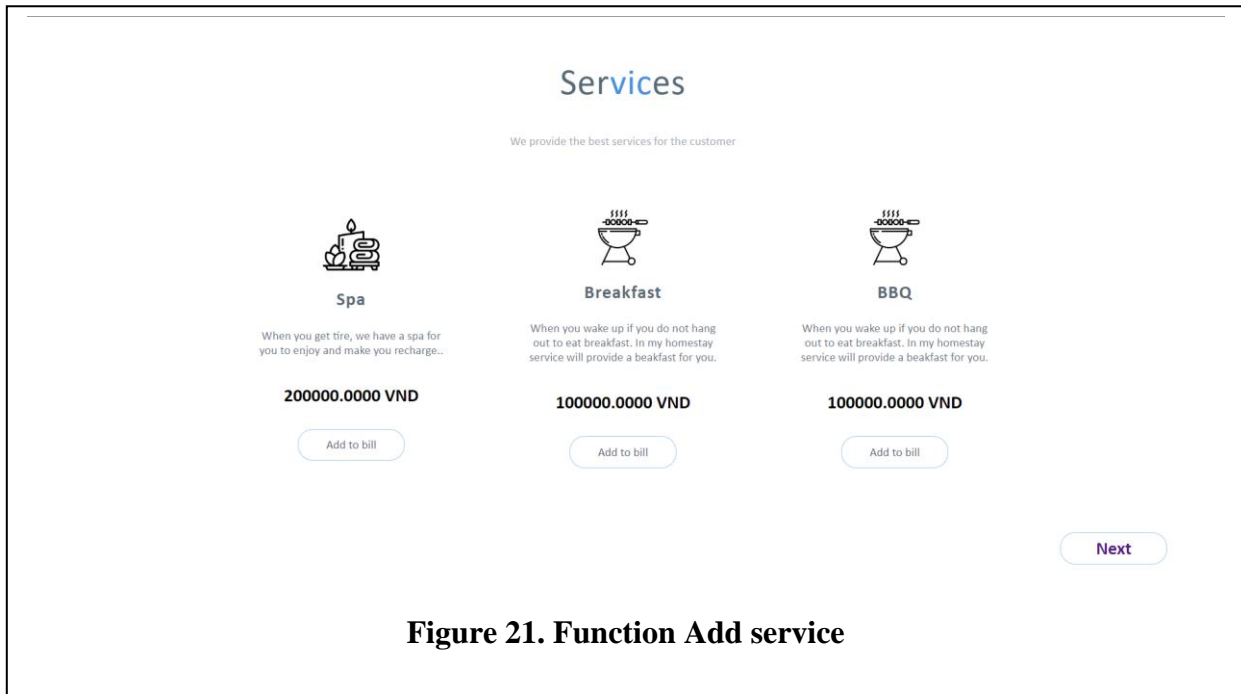 Services
We provide the best services for the customer
Spa
When you get tire, we have a spa for
you to enjoy and make you recharge..
200000.0000 VND
Add to bill
Breakfast
When you wake up if you do not hang
out to eat breakfast. In my homestay
service will provide a beakfast for you.
100000.0000 VND
Add to bill
BBQ
When you wake up if you do not hang
out to eat breakfast. In my homestay
service will provide a beakfast for you.
100000.0000 VND
Add to bill
Next
Figure 21. Function Add service